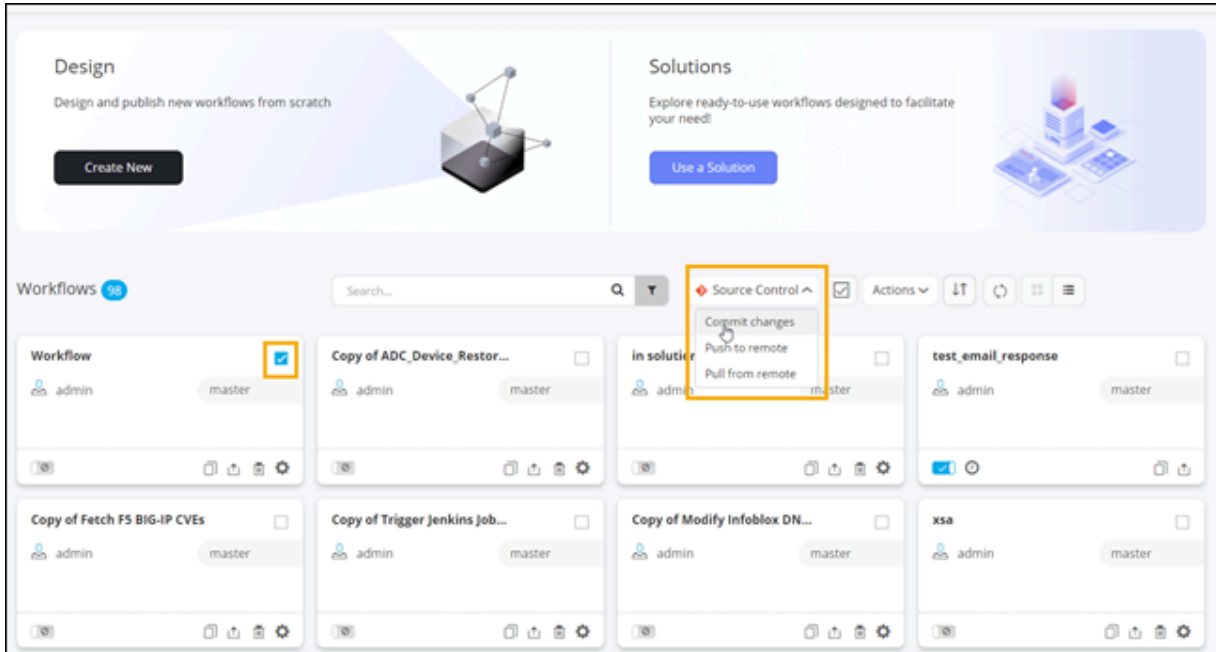 Design
Design and publish new workflows from scratch
Create New
Solutions
Explore ready-to-use workflows designed to facilitate
your need!
Use a Solution
Workflows 98
Search...
Source Control
Actions
Commit changes
Push to remote
Pull from remote
Workflow
admin
master
Copy of ADC_Device_Restor...
admin
master
in solution
admin
master
test_email_response
admin
master
Copy of Fetch F5 BIG-IP CVEs
admin
master
Copy of Trigger Jenkins Job...
admin
master
Copy of Modify Infoblox DN...
admin
master
xsa
admin
master